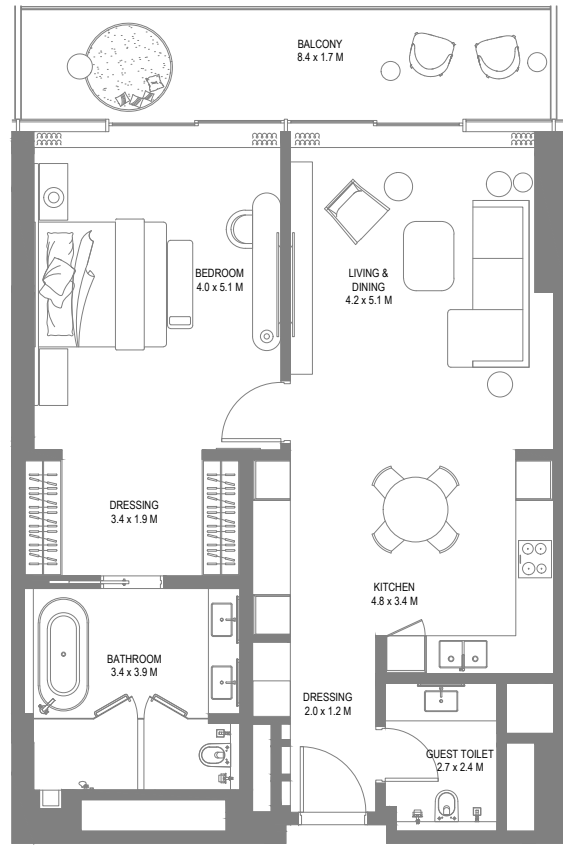 BALCONY
8.4 x 1.7 M
BEDROOM
4.0 x 5.1 M
LIVING &
DINING
4.2 x 5.1 M
DRESSING
3.4 x 1.9 M
KITCHEN
4.8 x 3.4 M
BATHROOM
3.4 x 3.9 M
DRESSING
2.0 x 1.2 M
GUEST TOILET
2.7 x 2.4 M